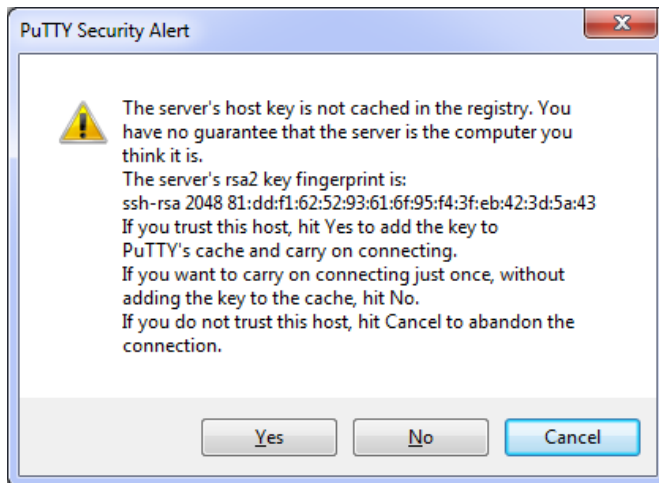 PuTTY Security Alert
The server's host key is not cached in the registry. You
have no guarantee that the server is the computer you
think it is.
The server's rsa2 key fingerprint is:
ssh-rsa 2048 81:dd:f1:62:52:93:61:6f:95:f4:3f:eb:42:3d:5a:43
If you trust this host, hit Yes to add the key to
PuTTY's cache and carry on connecting.
If you want to carry on connecting just once, without
adding the key to the cache, hit No.
If you do not trust this host, hit Cancel to abandon the
connection.
Yes No Cancel